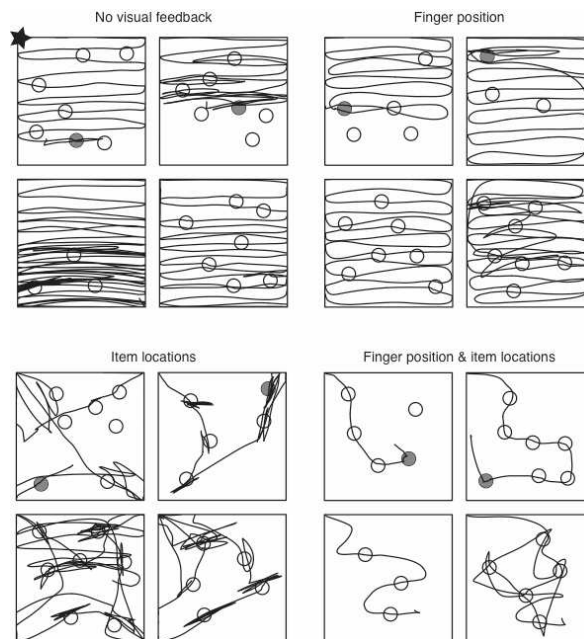 No visual feedback
Finger position
Item locations
Finger position & item locations